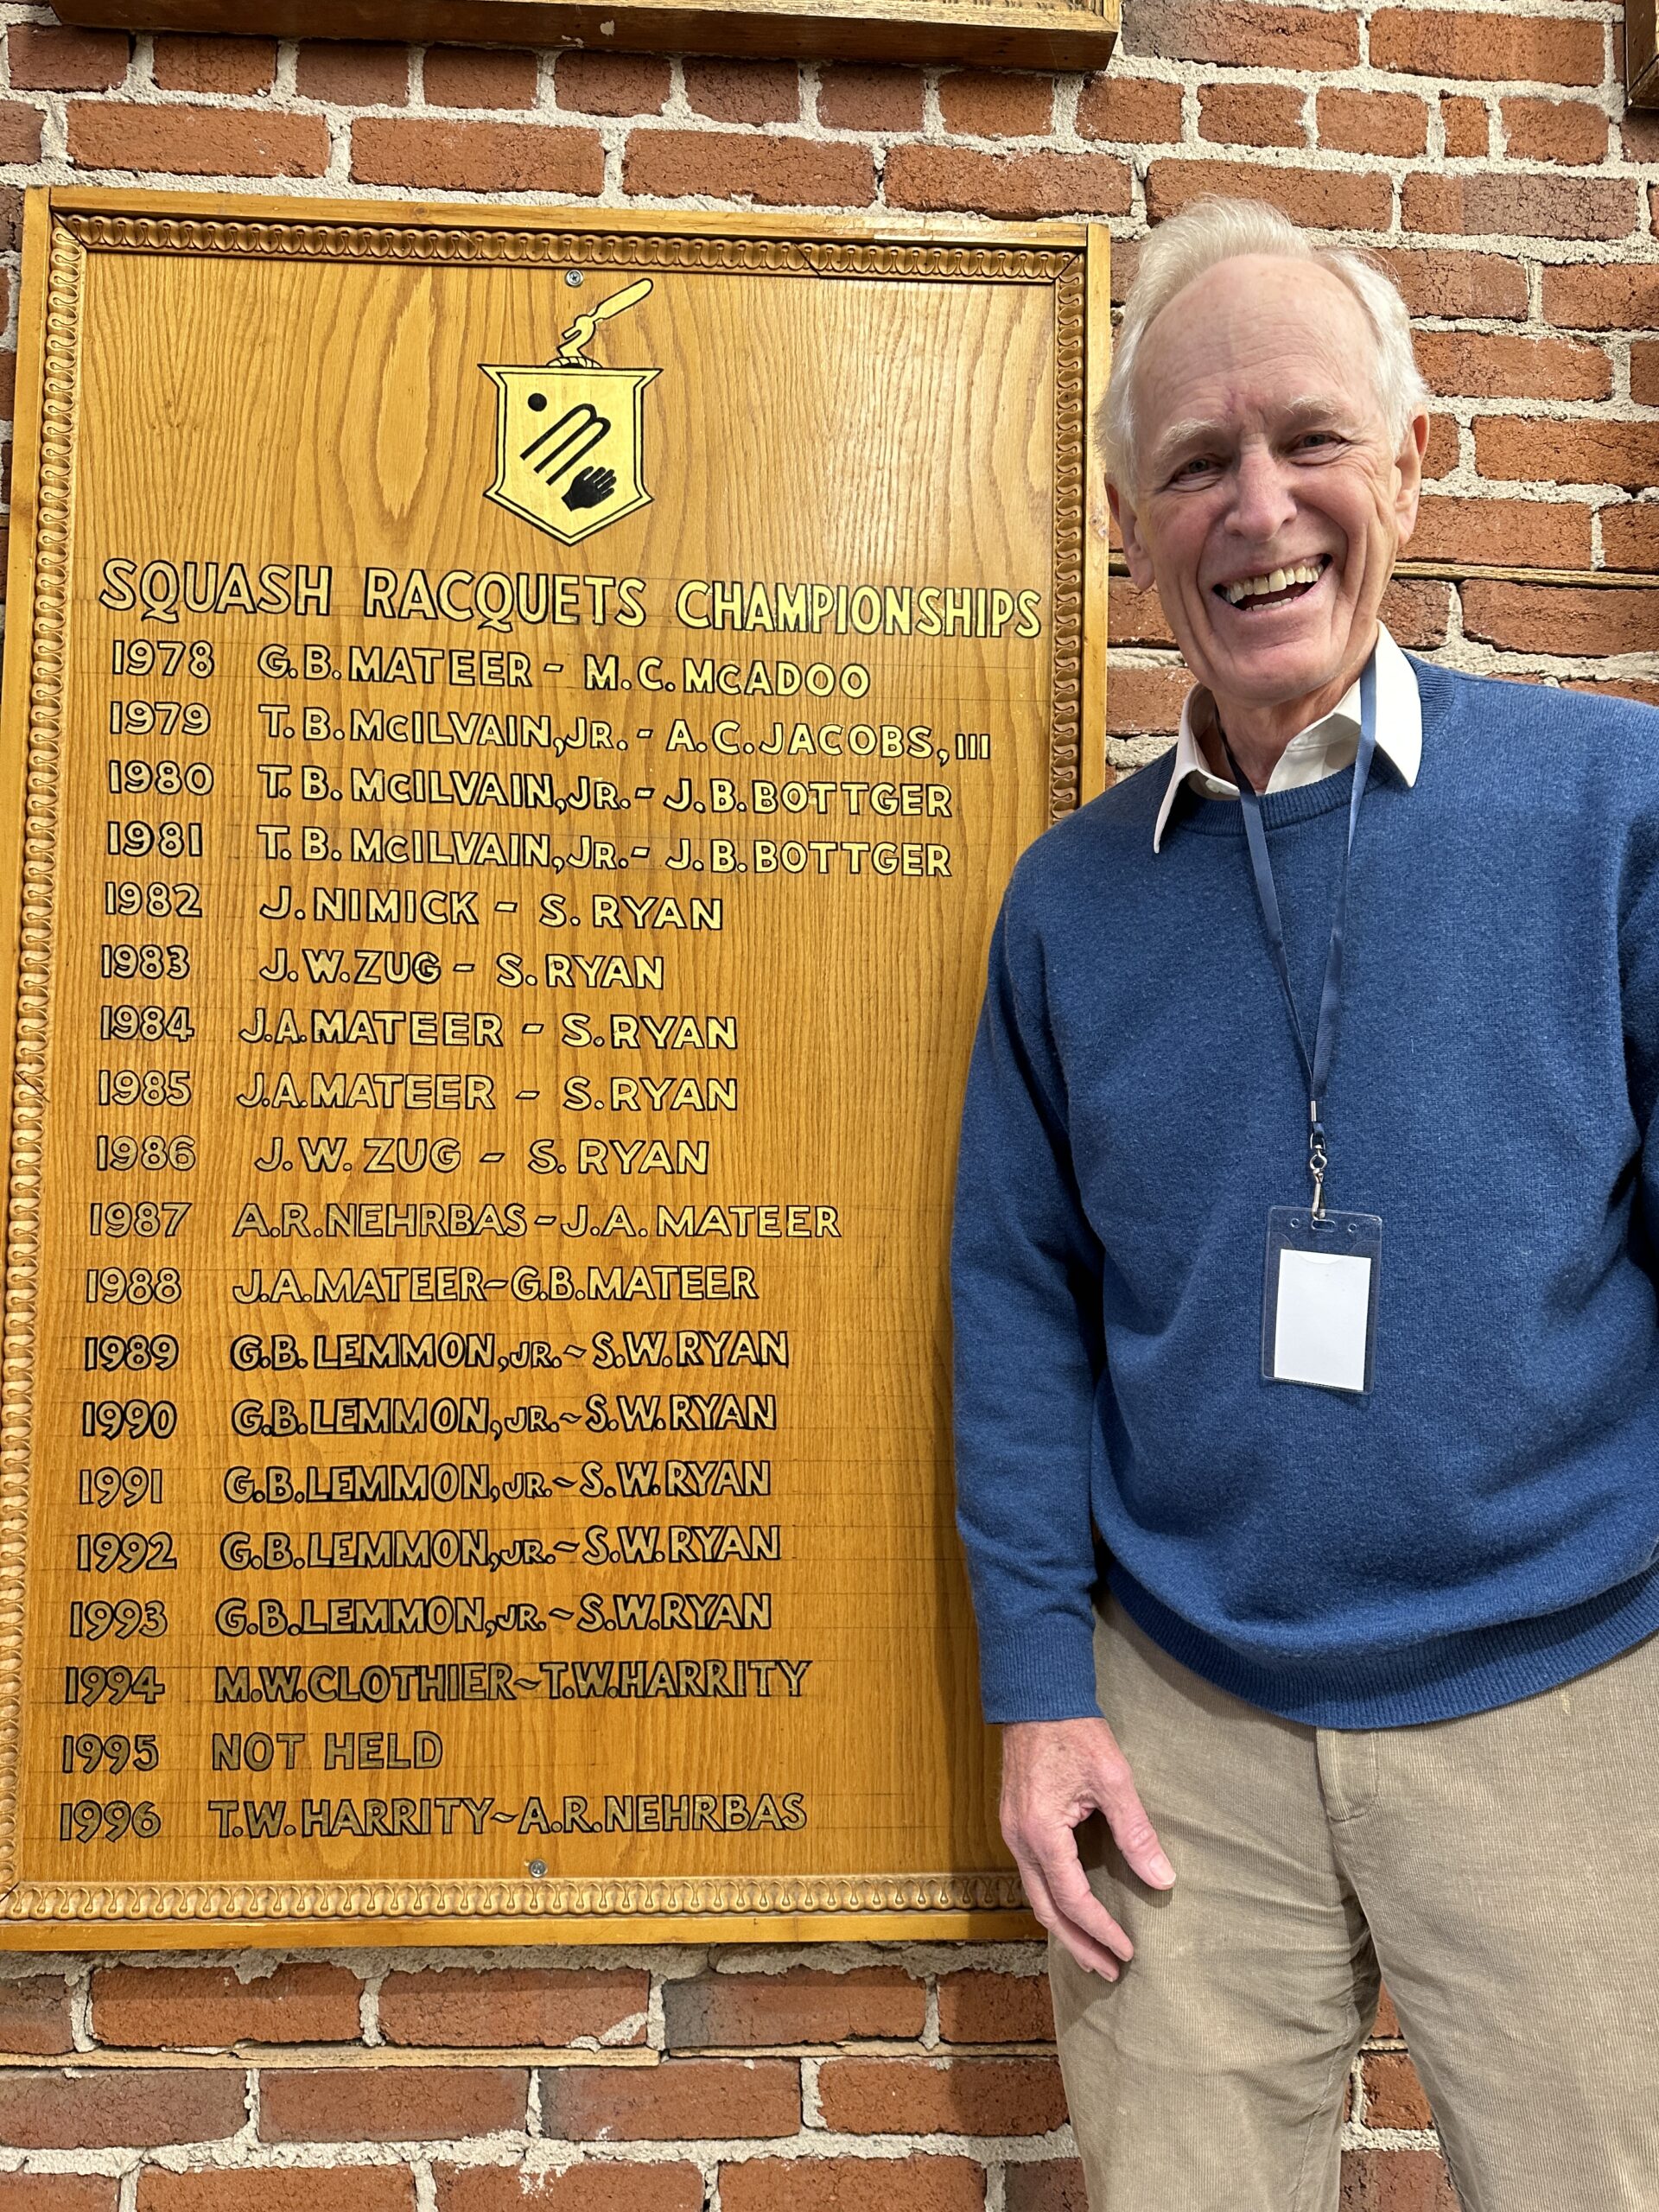 SQUASH RACQUETS CHAMPIONSHIPS
1978 G.B. MATEER - M.C. McADOO
1979 T.B. McILVAIN, JR. - A.C. JACOBS, III
1980 T.B. McILVAIN, JR. - J.B. BOTTGER
1981 T.B. McILVAIN, JR. - J.B. BOTTGER
1982 J. NIMICK - S. RYAN
1983 J.W. ZUG - S. RYAN
1984 J.A. MATEER - S. RYAN
1985 J.A. MATEER - S. RYAN
1986 J.W. ZUG - S. RYAN
1987 A.R. NEHRBAS - J.A. MATEER
1988 J.A. MATEER - G.B. MATEER
1989 G.B. LEMMON, JR. ~ S.W. RYAN
1990 G.B. LEMMON, JR. ~ S.W. RYAN
1991 G.B. LEMMON, JR. ~ S.W. RYAN
1992 G.B. LEMMON, JR. ~ S.W. RYAN
1993 G.B. LEMMON, JR. ~ S.W. RYAN
1994 M.W. CLOTHIER ~ T.W. HARRITY
1995 NOT HELD
1996 T.W. HARRITY ~ A.R. NEHRBAS